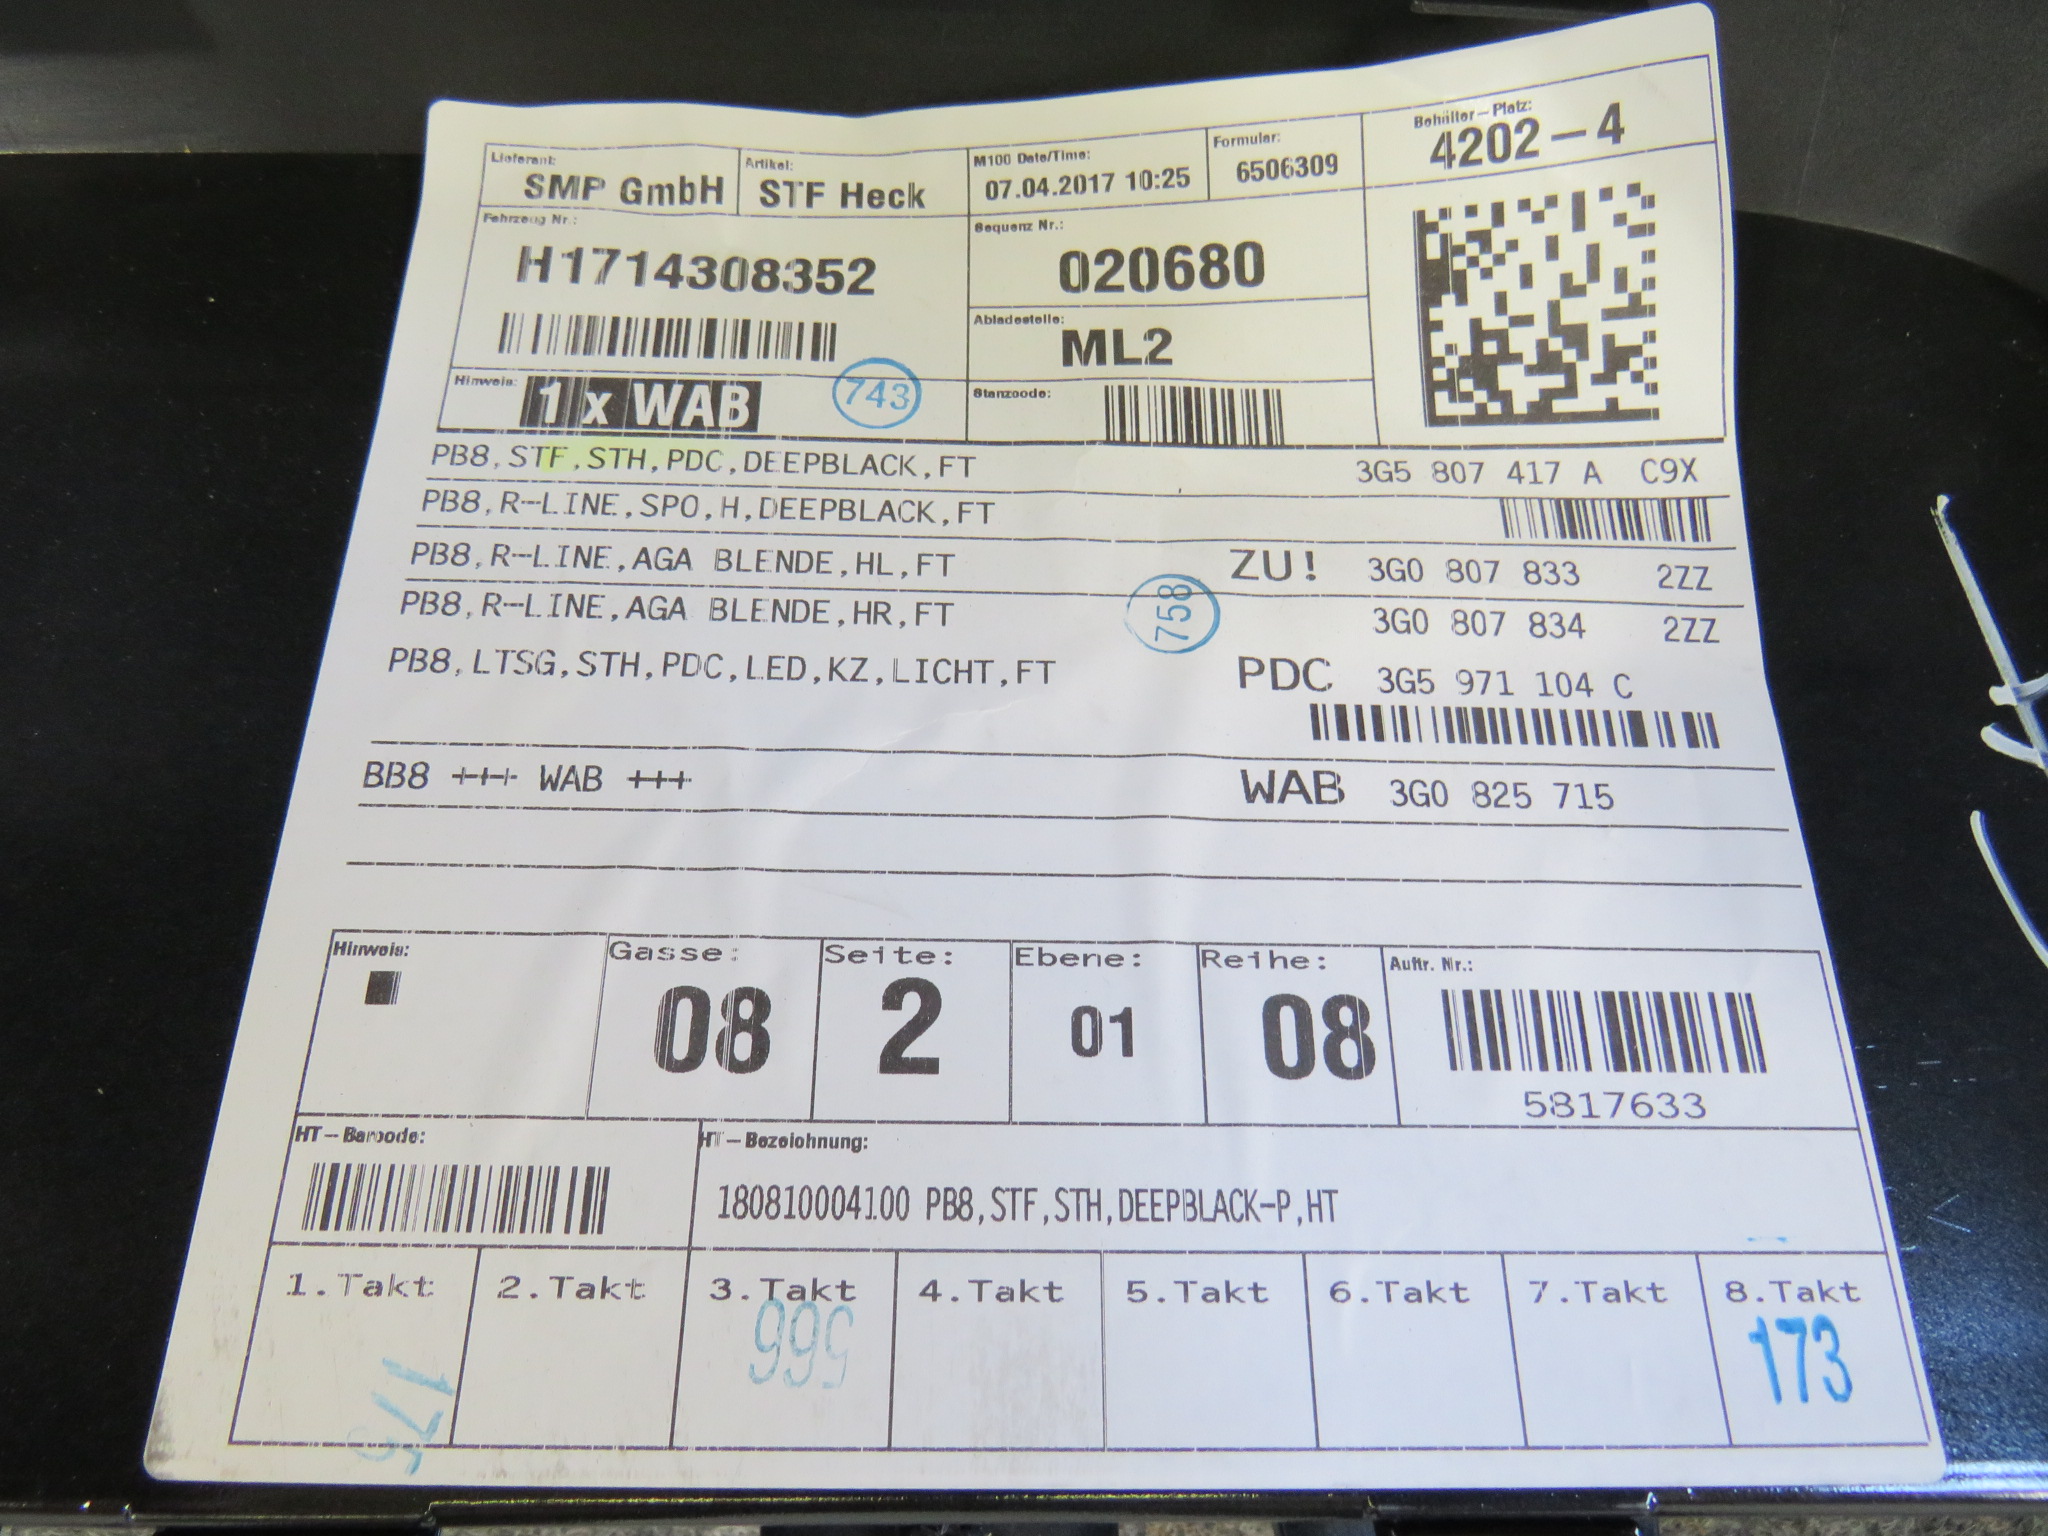 Lieferant:
SMP GmbH
Artikel:
STF Heck
M100 Date/Time:
07.04.2017 10:25
Formular:
6506309
Behälter-Platz:
4202-4
Fahrzeug Nr.:
H1714308352
Sequenz Nr.:
020680
Abladestelle:
ML2
Hinweis:
1 x WAB
743
Stanzcode:
PB8,STF,STH,PDC,DEEPBLACK,FT 3G5 807 417 A C9X
PB8,R-LINE,SPO,H,DEEPBLACK,FT
PB8,R-LINE,AGA BLENDE,HL,FT ZU! 3G0 807 833 2ZZ
PB8,R-LINE,AGA BLENDE,HR,FT 3G0 807 834 2ZZ
758
PB8,LTSG,STH,PDC,LED,KZ,LICHT,FT PDC 3G5 971 104 C
BB8 +++ WAB +++ WAB 3G0 825 715
Hinweis:
Gasse:
08
Seite:
2
Ebene:
01
Reihe:
08
Auftr. Nr.:
5817633
HT-Barcode:
HT-Bezeichnung:
180810004100 PB8,STF,STH,DEEPBLACK-P,HT
1.Takt 2.Takt 3.Takt 4.Takt 5.Takt 6.Takt 7.Takt 8.Takt
566
173